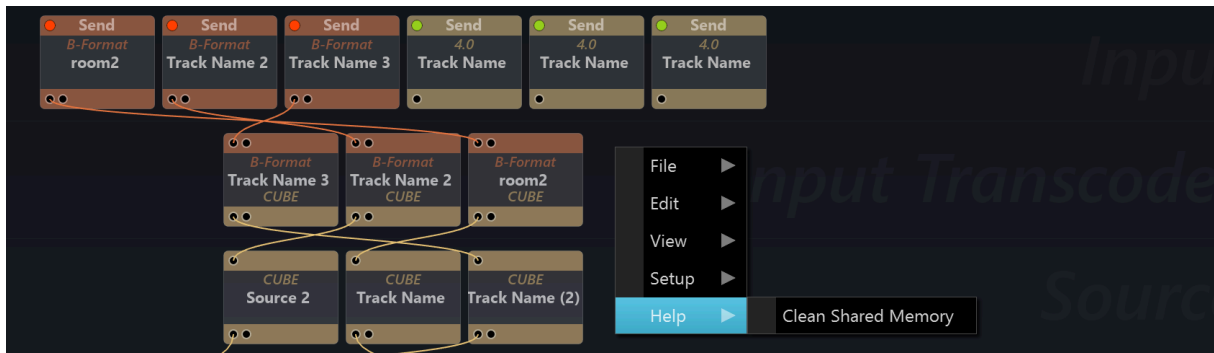 Send Send Send Send Send Send
B-Format B-Format B-Format 4.0 4.0 4.0
room2 Track Name 2 Track Name 3 Track Name Track Name Track Name
Inpu
B-Format B-Format B-Format
Track Name 3 Track Name 2 room2
CUBE CUBE CUBE
nput Transcode
CUBE CUBE CUBE
Source 2 Track Name Track Name (2)
Sourc
File
Edit
View
Setup
Help Clean Shared Memory